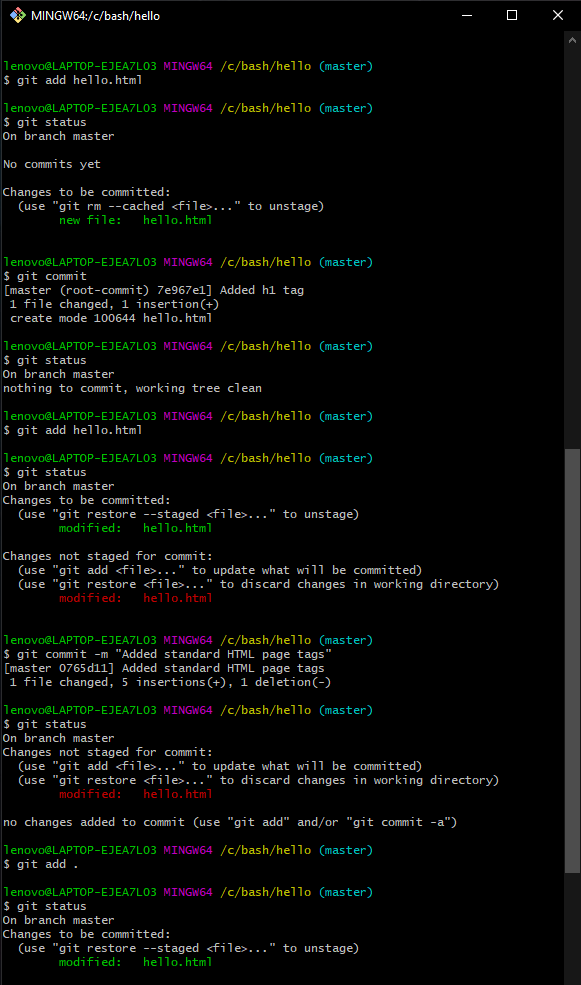 MINGW64:/c/bash/hello
lenovo@LAPTOP-EJEA7LO3 MINGW64 /c/bash/hello (master)
$ git add hello.html
lenovo@LAPTOP-EJEA7LO3 MINGW64 /c/bash/hello (master)
$ git status
On branch master
No commits yet
Changes to be committed:
  (use "git rm --cached <file>..." to unstage)
        new file:   hello.html
lenovo@LAPTOP-EJEA7LO3 MINGW64 /c/bash/hello (master)
$ git commit
[master (root-commit) 7e967e1] Added h1 tag
 1 file changed, 1 insertion(+)
 create mode 100644 hello.html
lenovo@LAPTOP-EJEA7LO3 MINGW64 /c/bash/hello (master)
$ git status
On branch master
nothing to commit, working tree clean
lenovo@LAPTOP-EJEA7LO3 MINGW64 /c/bash/hello (master)
$ git add hello.html
lenovo@LAPTOP-EJEA7LO3 MINGW64 /c/bash/hello (master)
$ git status
On branch master
Changes to be committed:
  (use "git restore --staged <file>..." to unstage)
        modified:   hello.html
Changes not staged for commit:
  (use "git add <file>..." to update what will be committed)
  (use "git restore <file>..." to discard changes in working directory)
        modified:   hello.html
lenovo@LAPTOP-EJEA7LO3 MINGW64 /c/bash/hello (master)
$ git commit -m "Added standard HTML page tags"
[master 0765d11] Added standard HTML page tags
 1 file changed, 5 insertions(+), 1 deletion(-)
lenovo@LAPTOP-EJEA7LO3 MINGW64 /c/bash/hello (master)
$ git status
On branch master
Changes not staged for commit:
  (use "git add <file>..." to update what will be committed)
  (use "git restore <file>..." to discard changes in working directory)
        modified:   hello.html
no changes added to commit (use "git add" and/or "git commit -a")
lenovo@LAPTOP-EJEA7LO3 MINGW64 /c/bash/hello (master)
$ git add .
lenovo@LAPTOP-EJEA7LO3 MINGW64 /c/bash/hello (master)
$ git status
On branch master
Changes to be committed:
  (use "git restore --staged <file>..." to unstage)
        modified:   hello.html